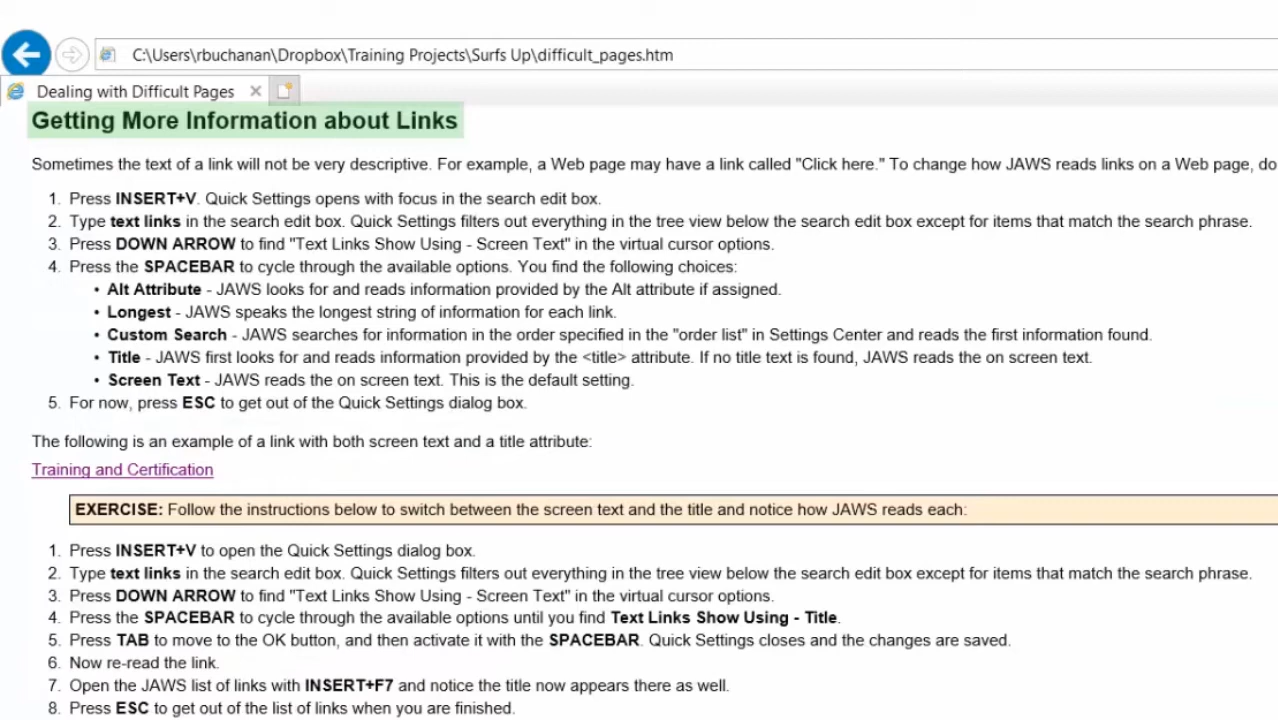 C:\Users\rbuchanan\Dropbox\Training Projects\Surfs Up\difficult_pages.htm
Dealing with Difficult Pages
Getting More Information about Links
Sometimes the text of a link will not be very descriptive. For example, a Web page may have a link called "Click here." To change how JAWS reads links on a Web page, do
1. Press INSERT+V. Quick Settings opens with focus in the search edit box.
2. Type text links in the search edit box. Quick Settings filters out everything in the tree view below the search edit box except for items that match the search phrase.
3. Press DOWN ARROW to find "Text Links Show Using - Screen Text" in the virtual cursor options.
4. Press the SPACEBAR to cycle through the available options. You find the following choices:
• Alt Attribute - JAWS looks for and reads information provided by the Alt attribute if assigned.
• Longest - JAWS speaks the longest string of information for each link.
• Custom Search - JAWS searches for information in the order specified in the "order list" in Settings Center and reads the first information found.
• Title - JAWS first looks for and reads information provided by the <title> attribute. If no title text is found, JAWS reads the on screen text.
• Screen Text - JAWS reads the on screen text. This is the default setting.
5. For now, press ESC to get out of the Quick Settings dialog box.
The following is an example of a link with both screen text and a title attribute:
Training and Certification
EXERCISE: Follow the instructions below to switch between the screen text and the title and notice how JAWS reads each:
1. Press INSERT+V to open the Quick Settings dialog box.
2. Type text links in the search edit box. Quick Settings filters out everything in the tree view below the search edit box except for items that match the search phrase.
3. Press DOWN ARROW to find "Text Links Show Using - Screen Text" in the virtual cursor options.
4. Press the SPACEBAR to cycle through the available options until you find Text Links Show Using - Title.
5. Press TAB to move to the OK button, and then activate it with the SPACEBAR. Quick Settings closes and the changes are saved.
6. Now re-read the link.
7. Open the JAWS list of links with INSERT+F7 and notice the title now appears there as well.
8. Press ESC to get out of the list of links when you are finished.